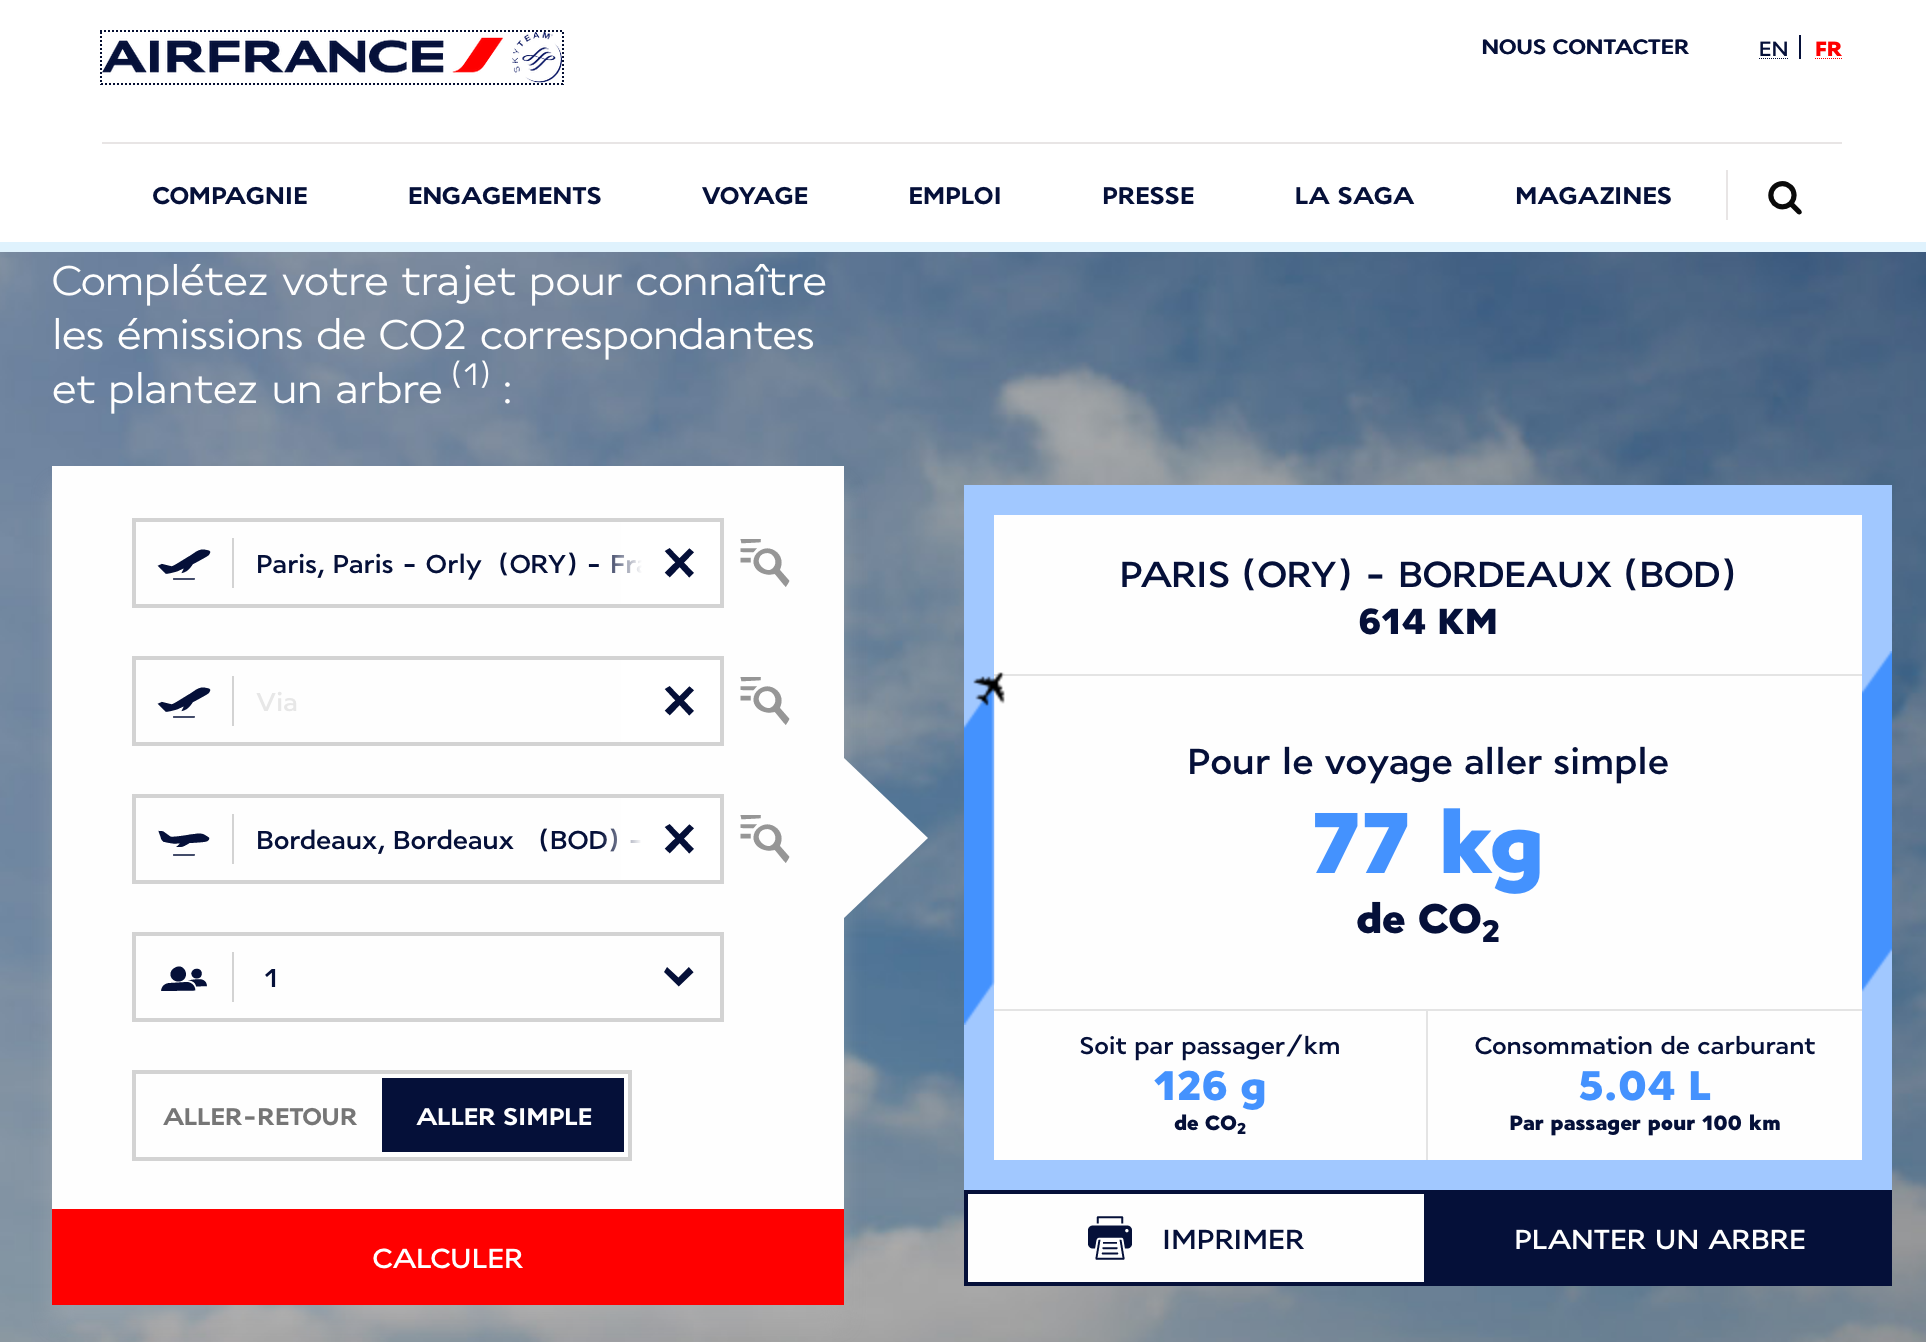 AIRFRANCE
SKYTEAM
NOUS CONTACTER
EN | FR
COMPAGNIE
ENGAGEMENTS
VOYAGE
EMPLOI
PRESSE
LA SAGA
MAGAZINES
Complétez votre trajet pour connaître
les émissions de CO2 correspondantes
et plantez un arbre (1) :
Paris, Paris - Orly (ORY) - Fra
Via
Bordeaux, Bordeaux (BOD) -
1
ALLER-RETOUR
ALLER SIMPLE
CALCULER
PARIS (ORY) - BORDEAUX (BOD)
614 KM
Pour le voyage aller simple
77 kg
de CO₂
Soit par passager/km
126 g
de CO₂
Consommation de carburant
5.04 L
Par passager pour 100 km
IMPRIMER
PLANTER UN ARBRE